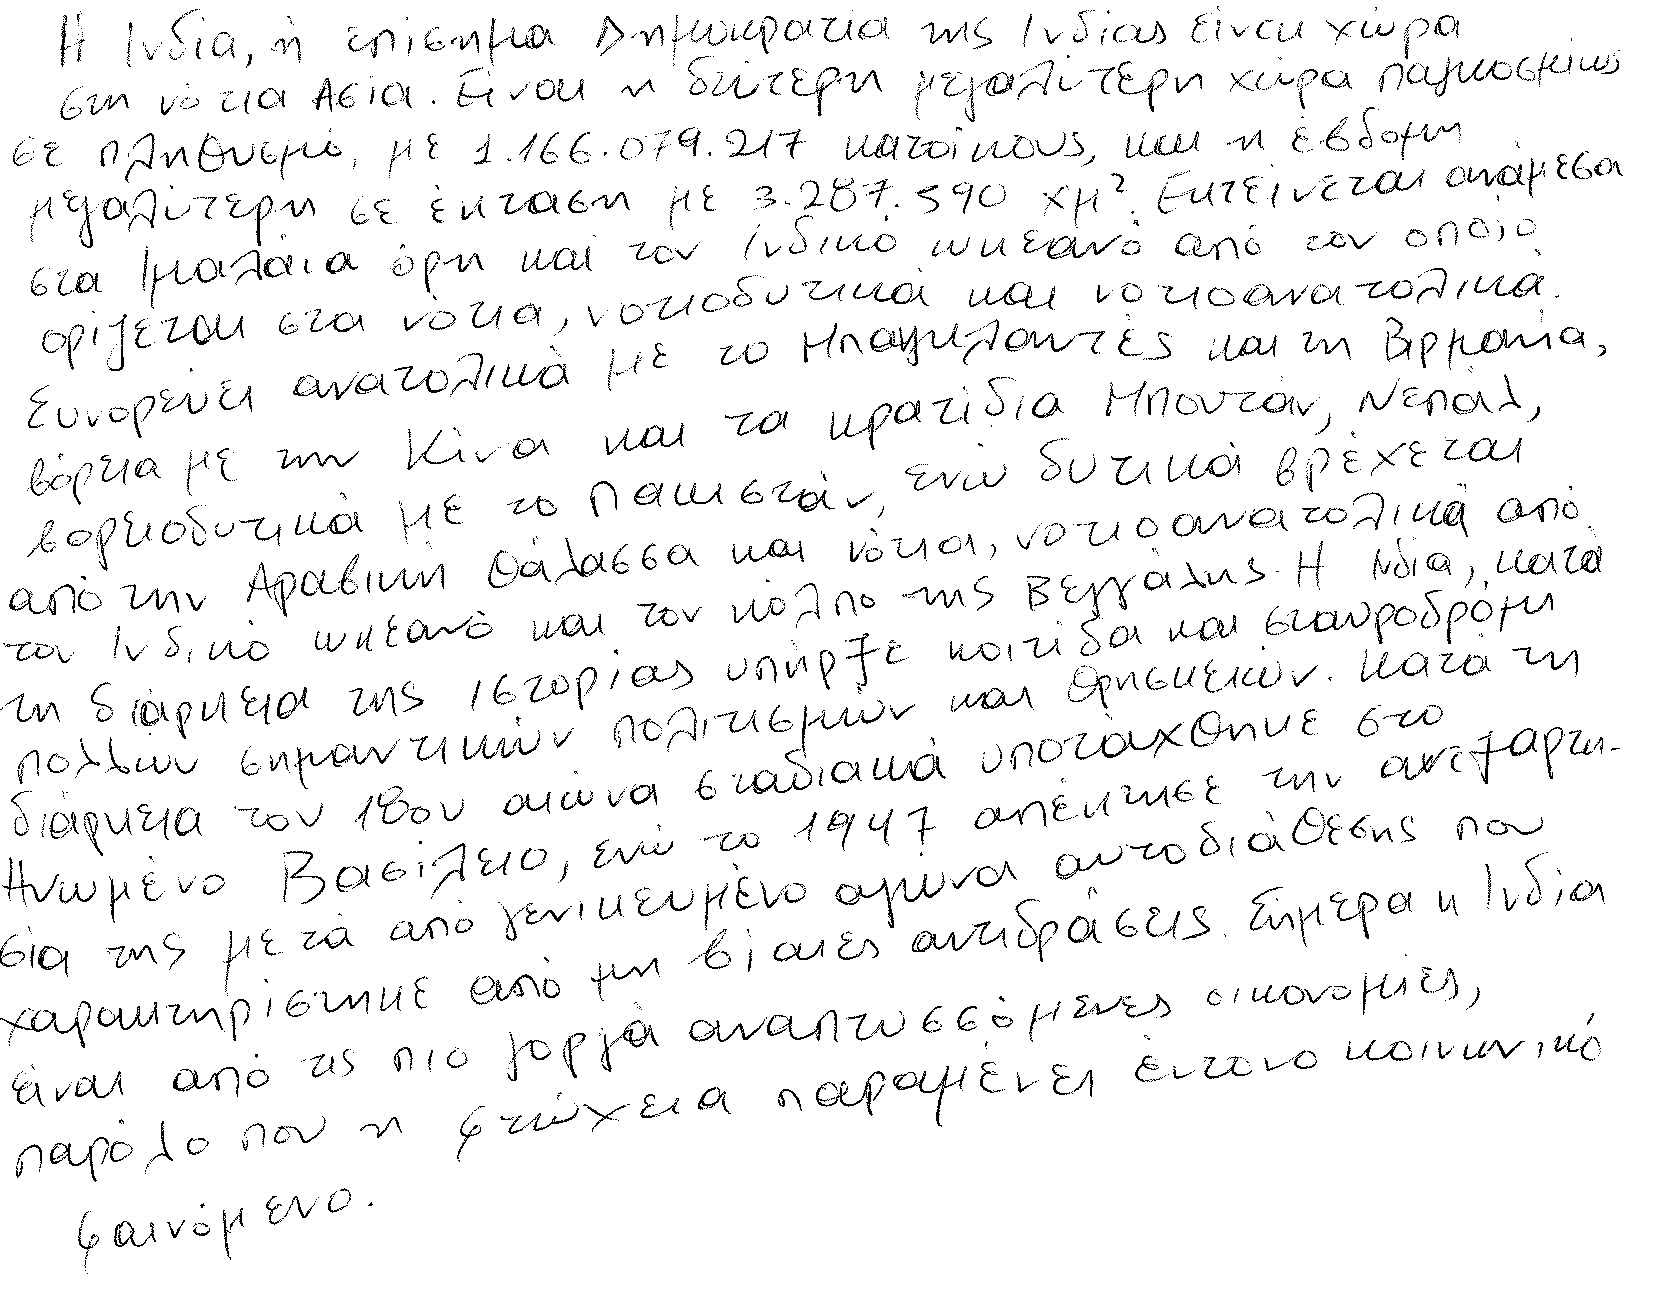 Η Ινδία, ή επίσημα Δημοκρατία της Ινδίας είναι χώρα
στη νότια Ασία. Είναι η δεύτερη μεγαλύτερη χώρα παγκοσμίως
σε πληθυσμό, με 1.166.079.217 κατοίκους, και η έβδομη
μεγαλύτερη σε έκταση με 3.287.590 χμ². Εκτείνεται ανάμεσα
στα Ιμαλάια όρη και τον Ινδικό ωκεανό από τον οποίο
ορίζεται στα νότια, νοτιοδυτικά και νοτιοανατολικά.
Συνορεύει ανατολικά με το Μπαγκλαντές και τη Βιρμανία,
βόρεια με την Κίνα και τα κρατίδια Μπουτάν, Νεπάλ,
βορειοδυτικά με το Πακιστάν, ενώ δυτικά βρέχεται
από την Αραβική θάλασσα και νότια, νοτιοανατολικά από
τον Ινδικό ωκεανό και τον κόλπο της Βεγγάλης. Η Ινδία, κατά
τη διάρκεια της ιστορίας υπήρξε κοιτίδα και σταυροδρόμι
πολλών σημαντικών πολιτισμών και θρησκειών. Κατά τη
διάρκεια του 18ου αιώνα σταδιακά υποτάχθηκε στο
Ηνωμένο Βασίλειο, ενώ το 1947 απέκτησε την ανεξαρτη-
σία της μετά από γενικευμένο αγώνα αυτοδιάθεσης που
χαρακτηρίστηκε από μη βίαιες αντιδράσεις. Σήμερα η Ινδία
είναι από τις πιο γοργά αναπτυσσόμενες οικονομίες,
παρόλο που η φτώχεια παραμένει έντονο κοινωνικό
φαινόμενο.